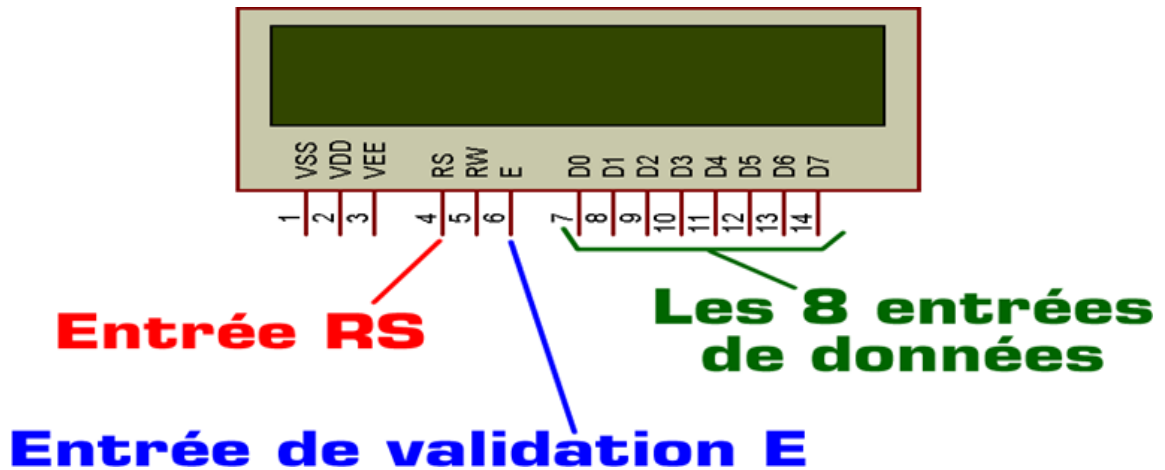 VSS VDD VEE RS RW E D0 D1 D2 D3 D4 D5 D6 D7
1 2 3 4 5 6 7 8 9 10 11 12 13 14
Entrée RS
Les 8 entrées
de données
Entrée de validation E